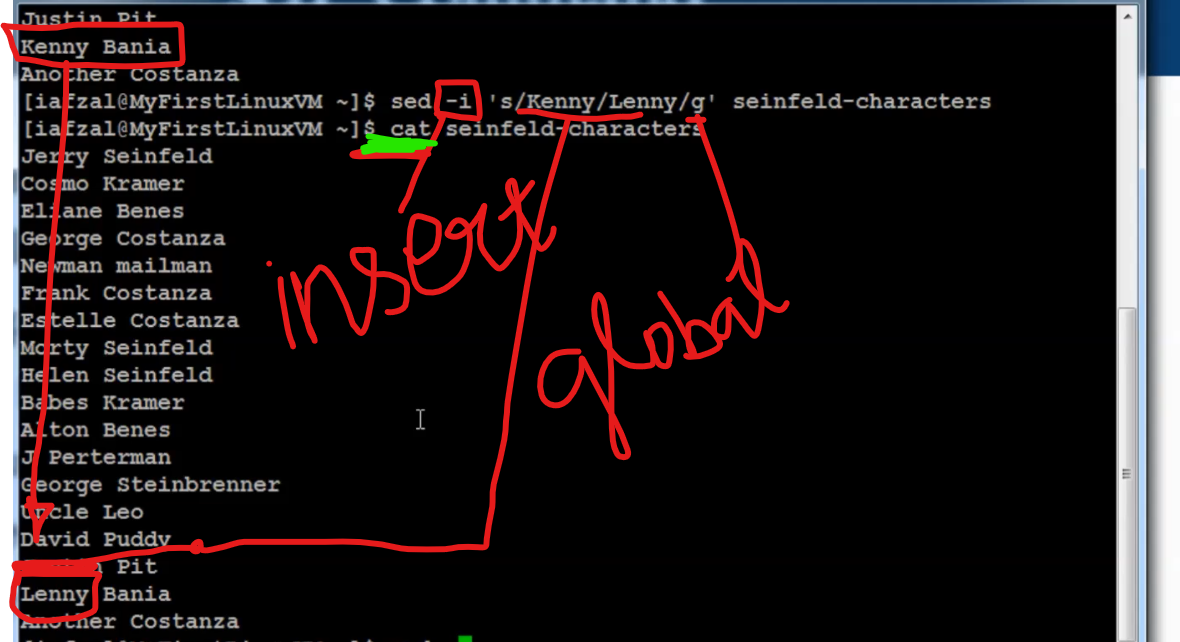 Justin Pit
Kenny Bania
Another Costanza
[iafzal@MyFirstLinuxVM ~]$ sed -i 's/Kenny/Lenny/g' seinfeld-characters
[iafzal@MyFirstLinuxVM ~]$ cat seinfeld-characters
Jerry Seinfeld
Cosmo Kramer
Eliane Benes
George Costanza
Newman mailman
Frank Costanza
Estelle Costanza
Morty Seinfeld
Helen Seinfeld
Babes Kramer
Alton Benes
J Perterman
George Steinbrenner
Uncle Leo
David Puddy
Pit
Lenny Bania
Another Costanza
insert
global